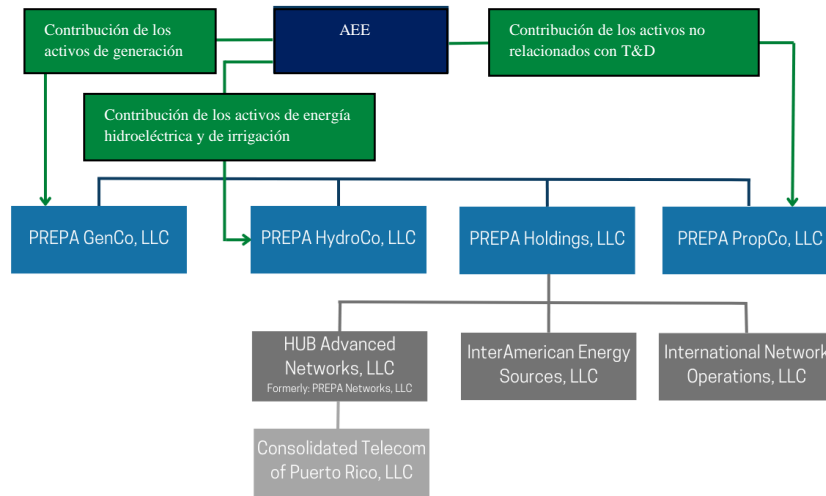 Contribución de los
activos de generación
AEE
Contribución de los activos no
relacionados con T&D
Contribución de los activos de energía
hidroeléctrica y de irrigación
PREPA GenCo, LLC
PREPA HydroCo, LLC
PREPA Holdings, LLC
PREPA PropCo, LLC
HUB Advanced
Networks, LLC
Formerly: PREPA Networks, LLC
InterAmerican Energy
Sources, LLC
International Network
Operations, LLC
Consolidated Telecom
of Puerto Rico, LLC